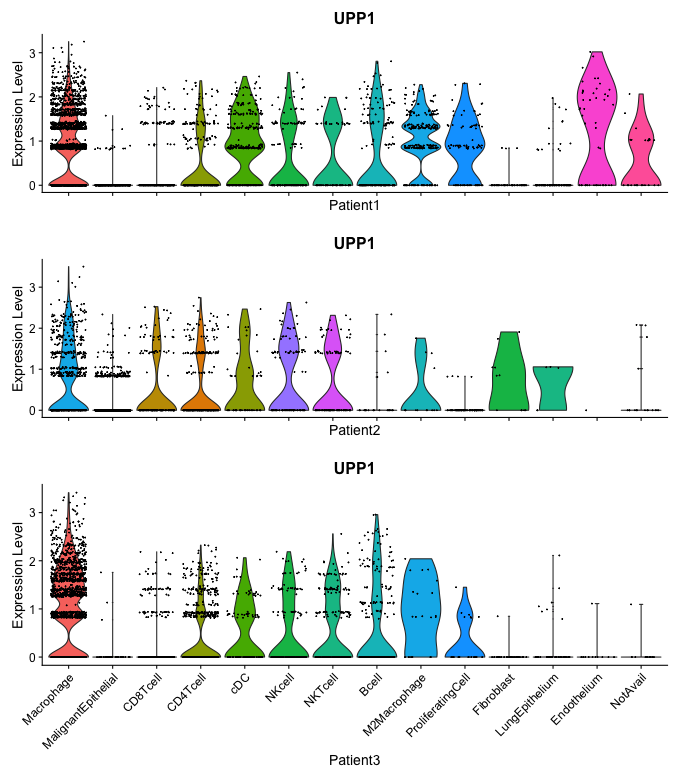 UPP1
Expression Level
3
2
1
0
Patient1
UPP1
Expression Level
3
2
1
0
Patient2
UPP1
Expression Level
3
2
1
0
Macrophage
MalignantEpithelial
CD8Tcell
CD4Tcell
cDC
NKcell
NKTcell
Bcell
M2Macrophage
ProliferatingCell
Fibroblast
LungEpithelium
Endothelium
NotAvail
Patient3